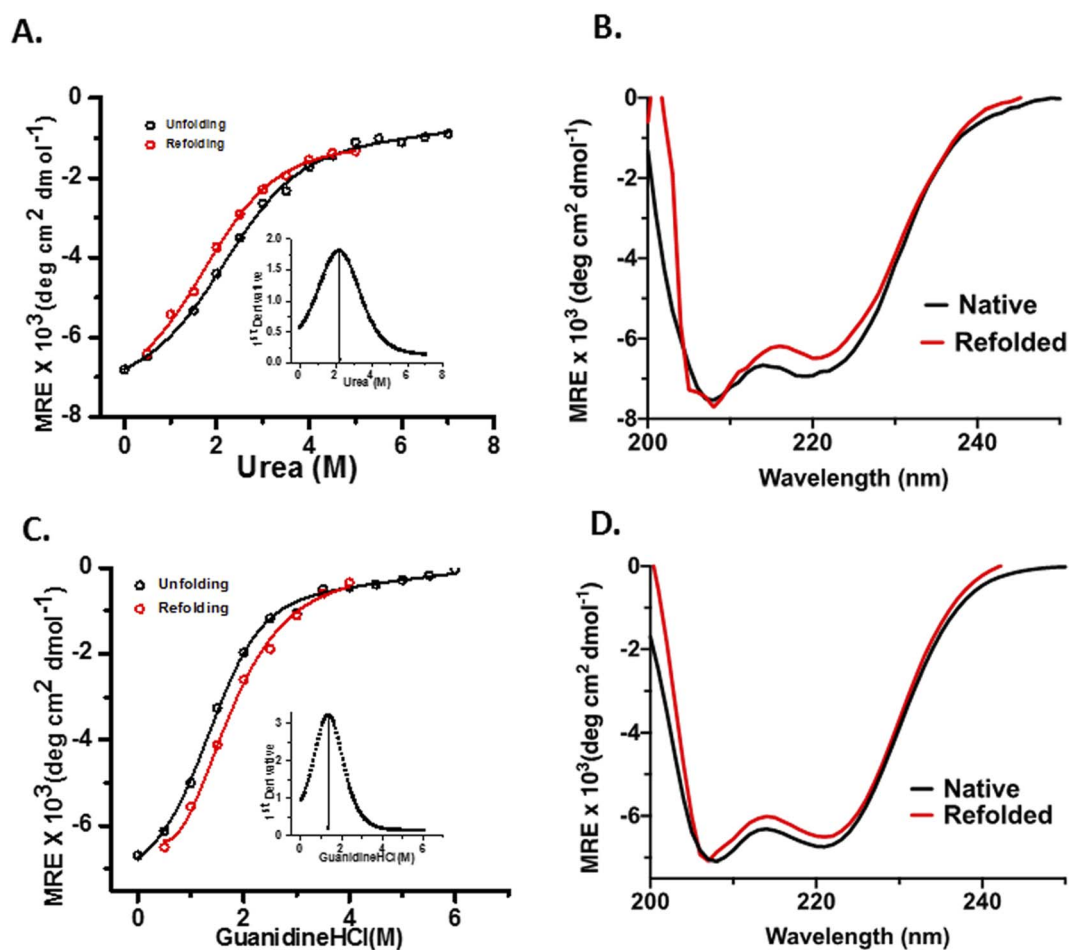 A.
MRE X 10³ (deg cm² dmol⁻¹)
0
-2
-4
-6
-8
Unfolding
Refolding
1ˢᵗ Derivative
2.0
1.5
1.0
0.5
0.0
0 2 4 6 8
Urea (M)
0 2 4 6 8
Urea (M)
B.
MRE x 10³ (deg cm² dmol⁻¹)
0
-2
-4
-6
-8
Native
Refolded
200 220 240
Wavelength (nm)
C.
MRE X 10³(deg cm² dmol⁻¹)
0
-2
-4
-6
Unfolding
Refolding
1ˢᵗ Derivative
3
2
1
0
0 2 4 6
GuanidineHCl(M)
0 2 4 6
GuanidineHCl(M)
D.
MRE x 10³(deg cm² dmol⁻¹)
0
-2
-4
-6
Native
Refolded
200 220 240
Wavelength (nm)